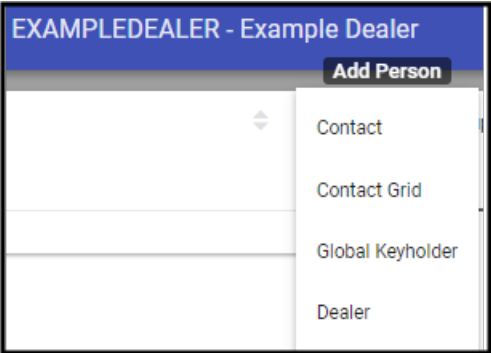 EXAMPLEDEALER - Example Dealer
Add Person
Contact
Contact Grid
Global Keyholder
Dealer